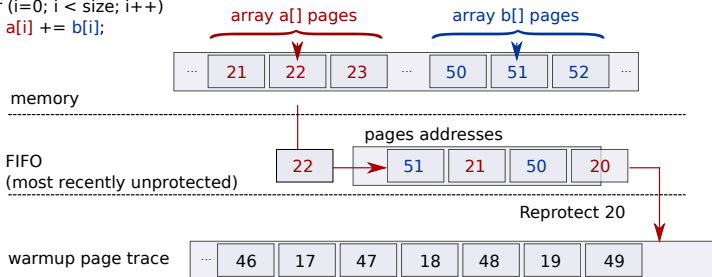 (i=0; i < size; i++)
a[i] += b[i];
array a[] pages
array b[] pages
... 21 22 23 ... 50 51 52 ...
memory
pages addresses
FIFO
(most recently unprotected)
22 51 21 50 20
Reprotect 20
warmup page trace
... 46 17 47 18 48 19 49